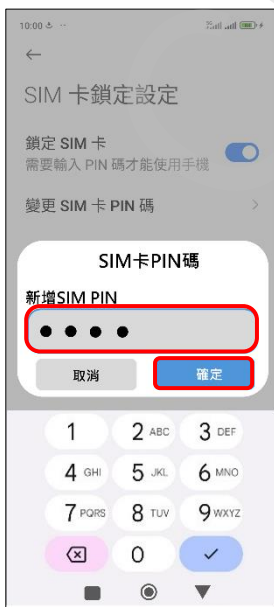 10:00
SIM 卡鎖定設定
鎖定 SIM 卡
需要輸入 PIN 碼才能使用手機
變更 SIM 卡 PIN 碼
SIM卡PIN碼
新增SIM PIN
取消 確定
1 2 ABC 3 DEF
4 GHI 5 JKL 6 MNO
7 PQRS 8 TUV 9 WXYZ
0